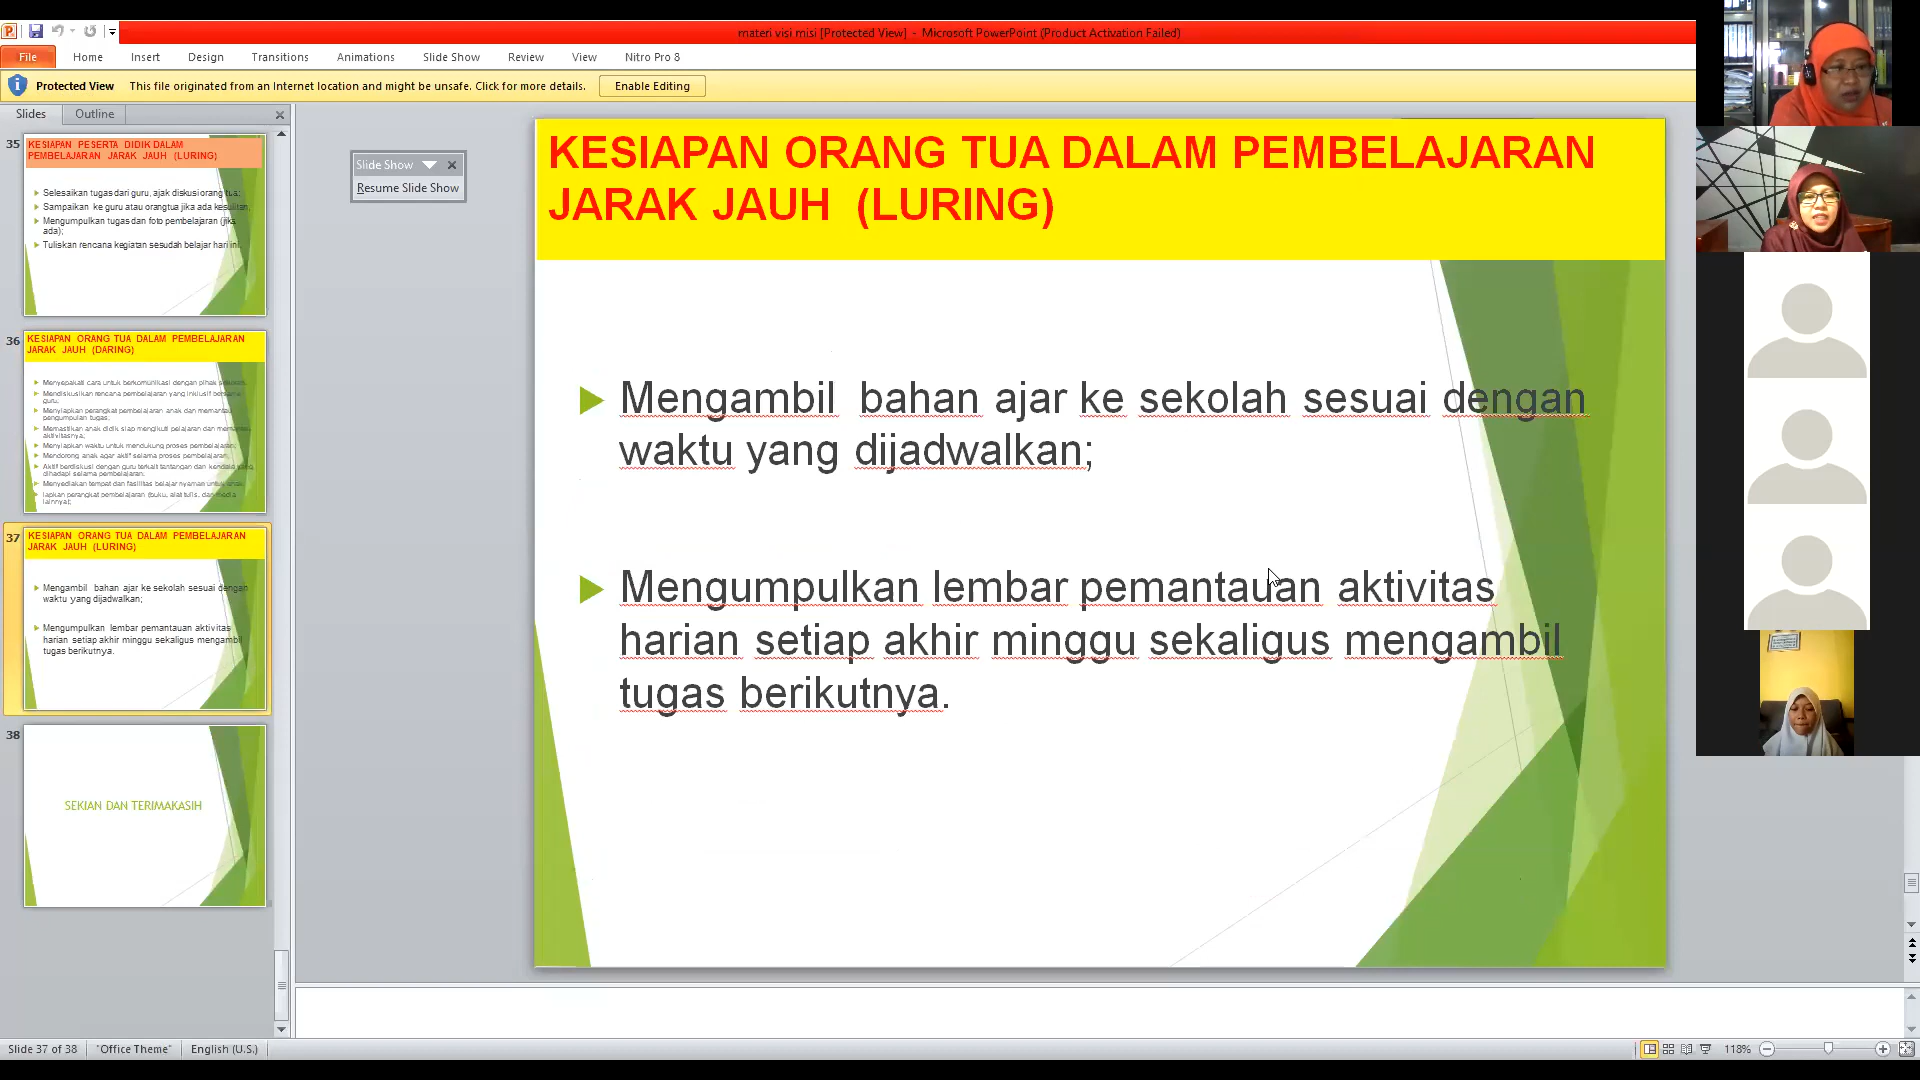 materi visi misi [Protected View] - Microsoft PowerPoint (Product Activation Failed)
File Home Insert Design Transitions Animations Slide Show Review View Nitro Pro 8
Protected View This file originated from an Internet location and might be unsafe. Click for more details. Enable Editing
Slides Outline
35
KESIAPAN PESERTA DIDIK DALAM
PEMBELAJARAN JARAK JAUH (LURING)
Selesaikan tugas dari guru, ajak diskusi orang tua;
Sampaikan ke guru atau orangtua jika ada kesulitan.
Mengumpulkan tugas dan foto pembelajaran (jika
ada);
Tuliskan rencana kegiatan sesudah belajar hari ini.
36
KESIAPAN ORANG TUA DALAM PEMBELAJARAN
JARAK JAUH (DARING)
Menyepakati cara untuk berkomunikasi dengan pihak sekolah.
Mendiskusikan rencana pembelajaran yang inklusif bersama
guru.
Menyiapkan perangkat pembelajaran anak dan memantau
pengumpulan tugas;
Memastikan anak didik siap mengikuti pelajaran dan memantau
aktivitasnya;
Menyiapkan waktu untuk mendukung proses pembelajaran;
Mendorong anak agar aktif selama proses pembelajaran;
Aktif berdiskusi dengan guru terkait tantangan dan kendala yang
dihadapi selama pembelajaran.
Menyediakan tempat dan fasilitas belajar nyaman untuk anak
iapkan perangkat pembelajaran (buku, alat tulis, dan media
lainnya);
37
KESIAPAN ORANG TUA DALAM PEMBELAJARAN
JARAK JAUH (LURING)
Mengambil bahan ajar ke sekolah sesuai dengan
waktu yang dijadwalkan;
Mengumpulkan lembar pemantauan aktivitas
harian setiap akhir minggu sekaligus mengambil
tugas berikutnya.
38
SEKIAN DAN TERIMAKASIH
Slide Show
Resume Slide Show
KESIAPAN ORANG TUA DALAM PEMBELAJARAN
JARAK JAUH (LURING)
Mengambil bahan ajar ke sekolah sesuai dengan
waktu yang dijadwalkan;
Mengumpulkan lembar pemantauan aktivitas
harian setiap akhir minggu sekaligus mengambil
tugas berikutnya.
Slide 37 of 38 "Office Theme" English (U.S.) 118%